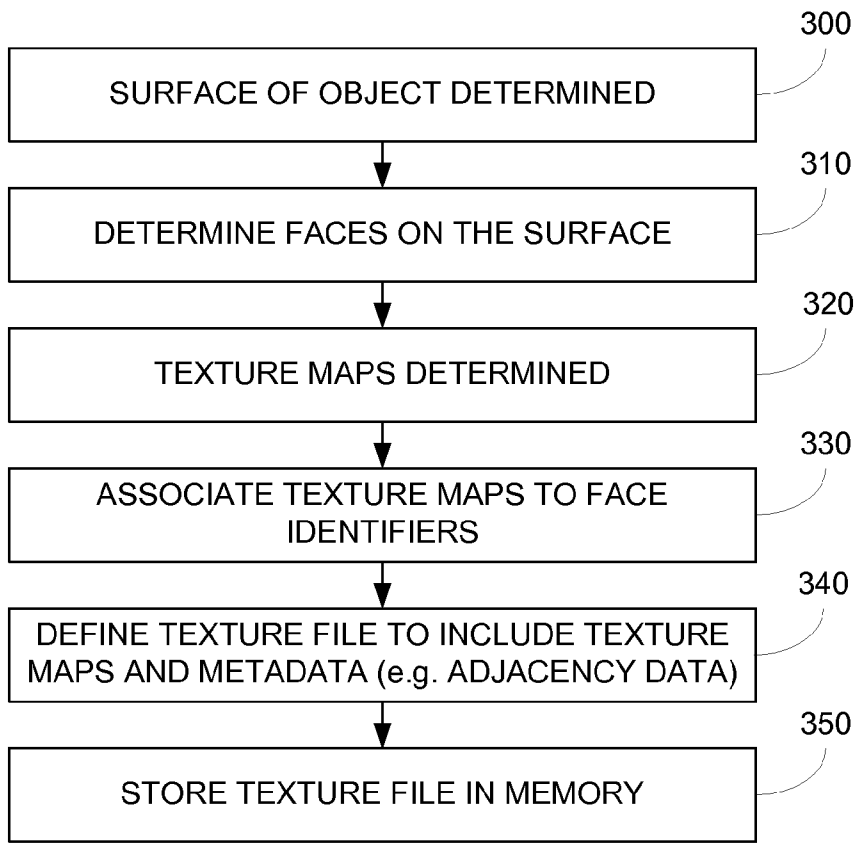 300
SURFACE OF OBJECT DETERMINED
310
DETERMINE FACES ON THE SURFACE
320
TEXTURE MAPS DETERMINED
330
ASSOCIATE TEXTURE MAPS TO FACE
IDENTIFIERS
340
DEFINE TEXTURE FILE TO INCLUDE TEXTURE
MAPS AND METADATA (e.g. ADJACENCY DATA)
350
STORE TEXTURE FILE IN MEMORY